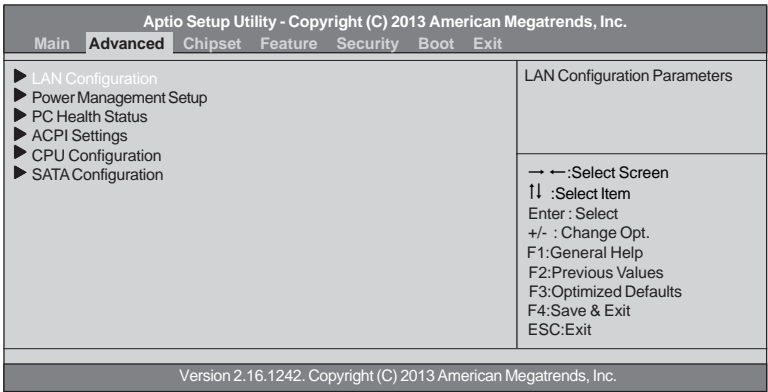 Aptio Setup Utility - Copyright (C) 2013 American Megatrends, Inc.
Main Advanced Chipset Feature Security Boot Exit
LAN Configuration
Power Management Setup
PC Health Status
ACPI Settings
CPU Configuration
SATA Configuration
LAN Configuration Parameters
→ ←:Select Screen
↑↓ :Select Item
Enter : Select
+/- : Change Opt.
F1:General Help
F2:Previous Values
F3:Optimized Defaults
F4:Save & Exit
ESC:Exit
Version 2.16.1242. Copyright (C) 2013 American Megatrends, Inc.